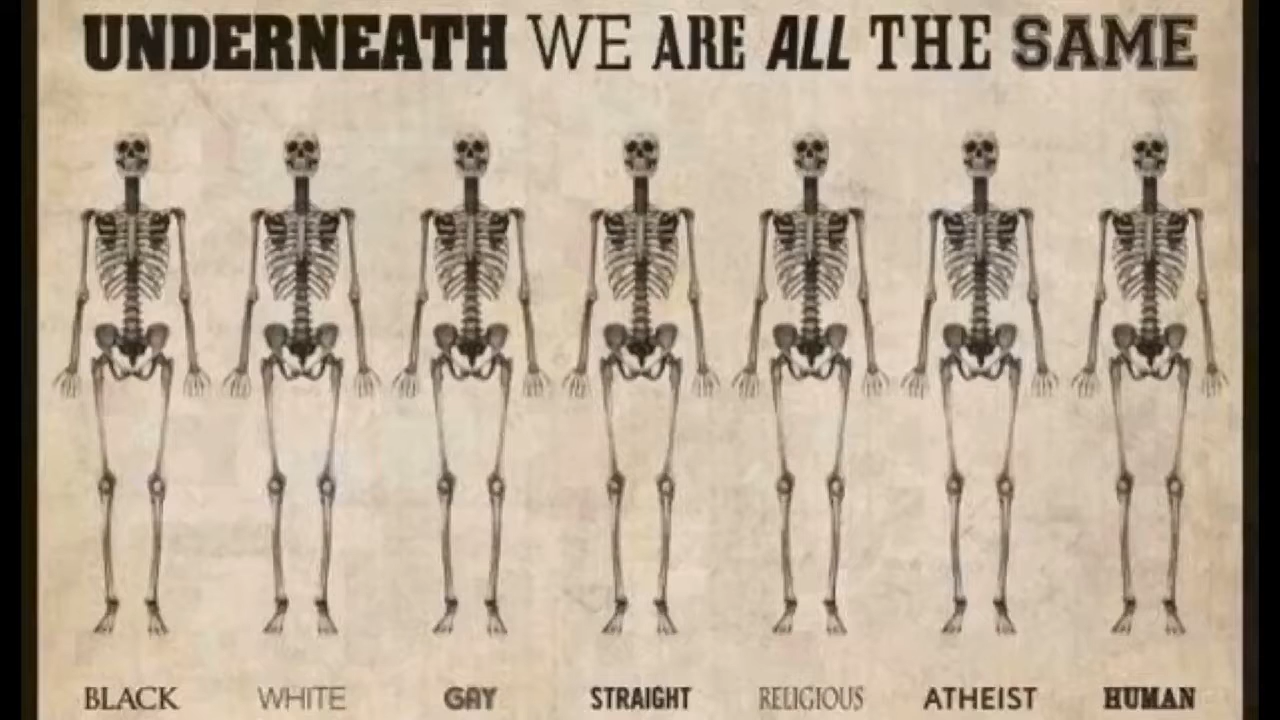 UNDERNEATH WE ARE ALL THE SAME
BLACK WHITE GAY STRAIGHT RELIGIOUS ATHEIST HUMAN